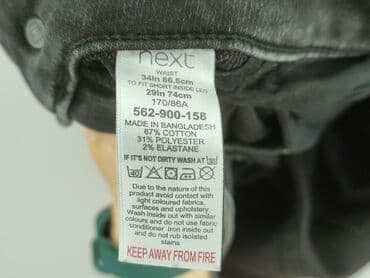 next
WAIST
34in 86.5cm
TO FIT SHORT INSIDE LEG
29in 74cm
170/86A
562-900-158
MADE IN BANGLADESH
67% COTTON
31% POLYESTER
2% ELASTANE
IF IT'S NOT DIRTY WASH AT
40
Due to the nature of this
product avoid contact with
light coloured fabrics,
surfaces and upholstery
Wash Inside out with similar
colours and do not use fabric
conditioner Iron inside out
and do not rub isolated
stains
KEEP AWAY FROM FIRE